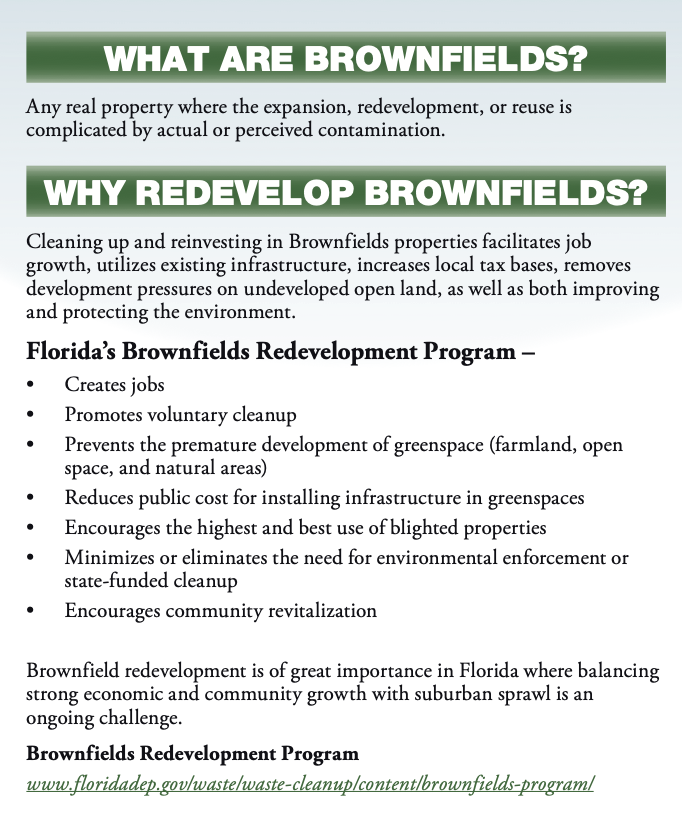 WHAT ARE BROWNFIELDS?
Any real property where the expansion, redevelopment, or reuse is
complicated by actual or perceived contamination.
WHY REDEVELOP BROWNFIELDS?
Cleaning up and reinvesting in Brownfields properties facilitates job
growth, utilizes existing infrastructure, increases local tax bases, removes
development pressures on undeveloped open land, as well as both improving
and protecting the environment.
Florida’s Brownfields Redevelopment Program –
• Creates jobs
• Promotes voluntary cleanup
• Prevents the premature development of greenspace (farmland, open
space, and natural areas)
• Reduces public cost for installing infrastructure in greenspaces
• Encourages the highest and best use of blighted properties
• Minimizes or eliminates the need for environmental enforcement or
state-funded cleanup
• Encourages community revitalization
Brownfield redevelopment is of great importance in Florida where balancing
strong economic and community growth with suburban sprawl is an
ongoing challenge.
Brownfields Redevelopment Program
www.floridadep.gov/waste/waste-cleanup/content/brownfields-program/